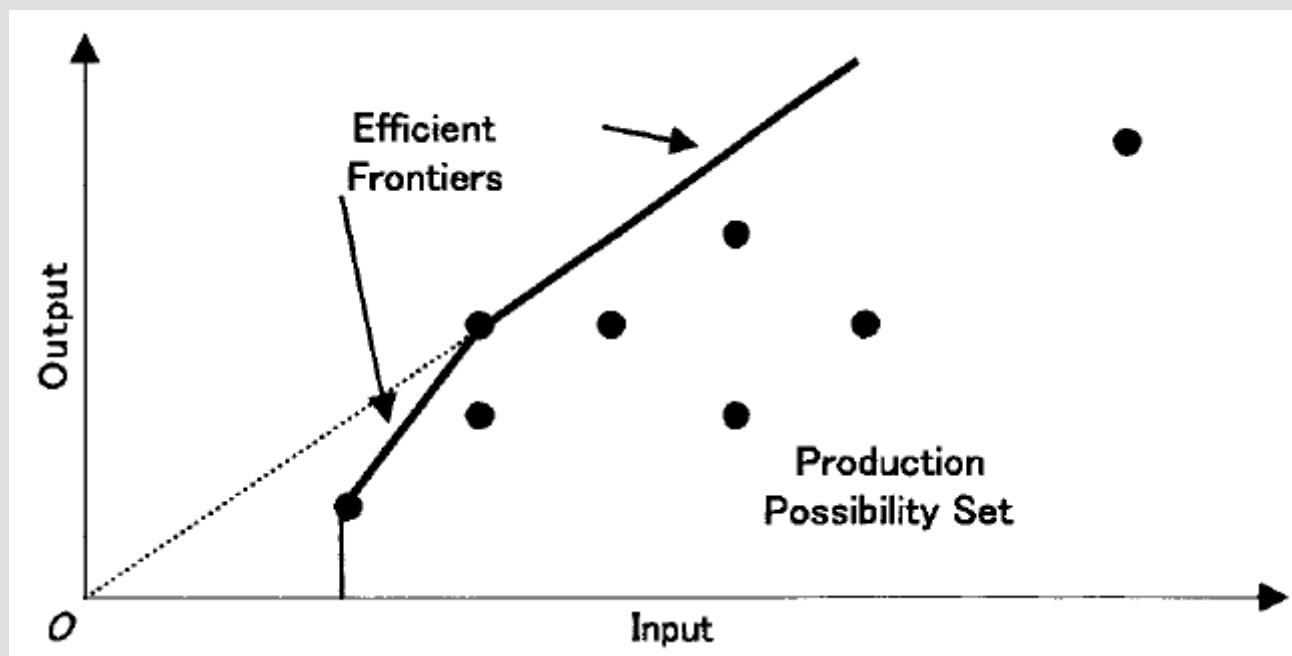 Efficient
Frontiers
Output
Production
Possibility Set
O
Input